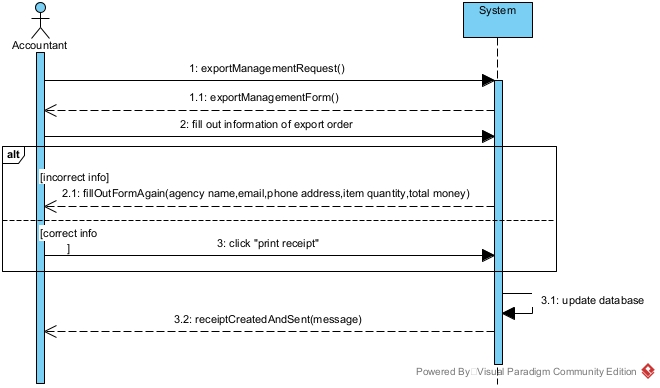 System
Accountant
1: exportManagementRequest()
1.1: exportManagementForm()
2: fill out information of export order
alt
[incorrect info]
2.1: fillOutFormAgain(agency name,email,phone address,item quantity,total money)
[correct info
]
3: click "print receipt"
3.1: update database
3.2: receiptCreatedAndSent(message)
Powered By Visual Paradigm Community Edition